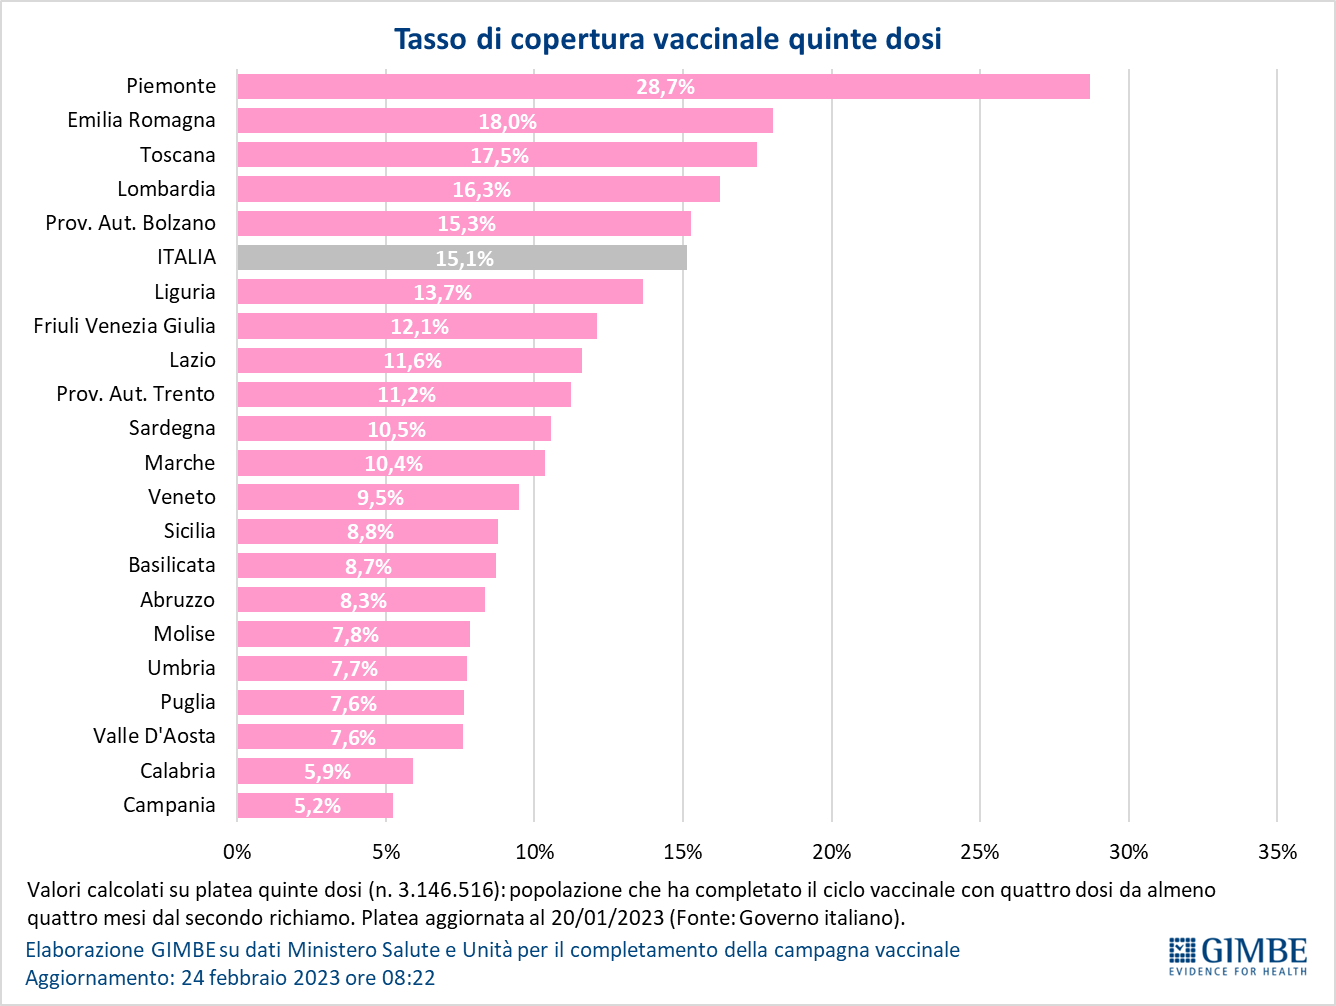 Tasso di copertura vaccinale quinte dosi
Piemonte 28,7%
Emilia Romagna 18,0%
Toscana 17,5%
Lombardia 16,3%
Prov. Aut. Bolzano 15,3%
ITALIA 15,1%
Liguria 13,7%
Friuli Venezia Giulia 12,1%
Lazio 11,6%
Prov. Aut. Trento 11,2%
Sardegna 10,5%
Marche 10,4%
Veneto 9,5%
Sicilia 8,8%
Basilicata 8,7%
Abruzzo 8,3%
Molise 7,8%
Umbria 7,7%
Puglia 7,6%
Valle D'Aosta 7,6%
Calabria 5,9%
Campania 5,2%
0% 5% 10% 15% 20% 25% 30% 35%
Valori calcolati su platea quinte dosi (n. 3.146.516): popolazione che ha completato il ciclo vaccinale con quattro dosi da almeno
quattro mesi dal secondo richiamo. Platea aggiornata al 20/01/2023 (Fonte: Governo italiano).
Elaborazione GIMBE su dati Ministero Salute e Unità per il completamento della campagna vaccinale
Aggiornamento: 24 febbraio 2023 ore 08:22
GIMBE
EVIDENCE FOR HEALTH